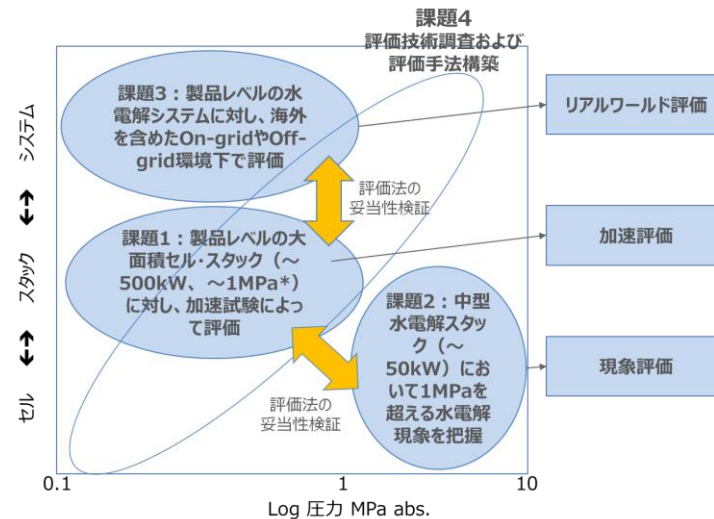 課題4
評価技術調査および
評価手法構築
課題3：製品レベルの水
電解システムに対し、海外
を含めたOn-gridやOff-
grid環境下で評価
リアルワールド評価
評価法の
妥当性検証
課題1：製品レベルの大
面積セル・スタック（～
500kW、～1MPa*）
に対し、加速試験によっ
て評価
加速評価
課題2：中型
水電解スタッ
ク（～
50kW）にお
いて1MPaを
超える水電解
現象を把握
現象評価
評価法の
妥当性検証
システム
スタック
セル
0.1
1
10
Log 圧力 MPa abs.